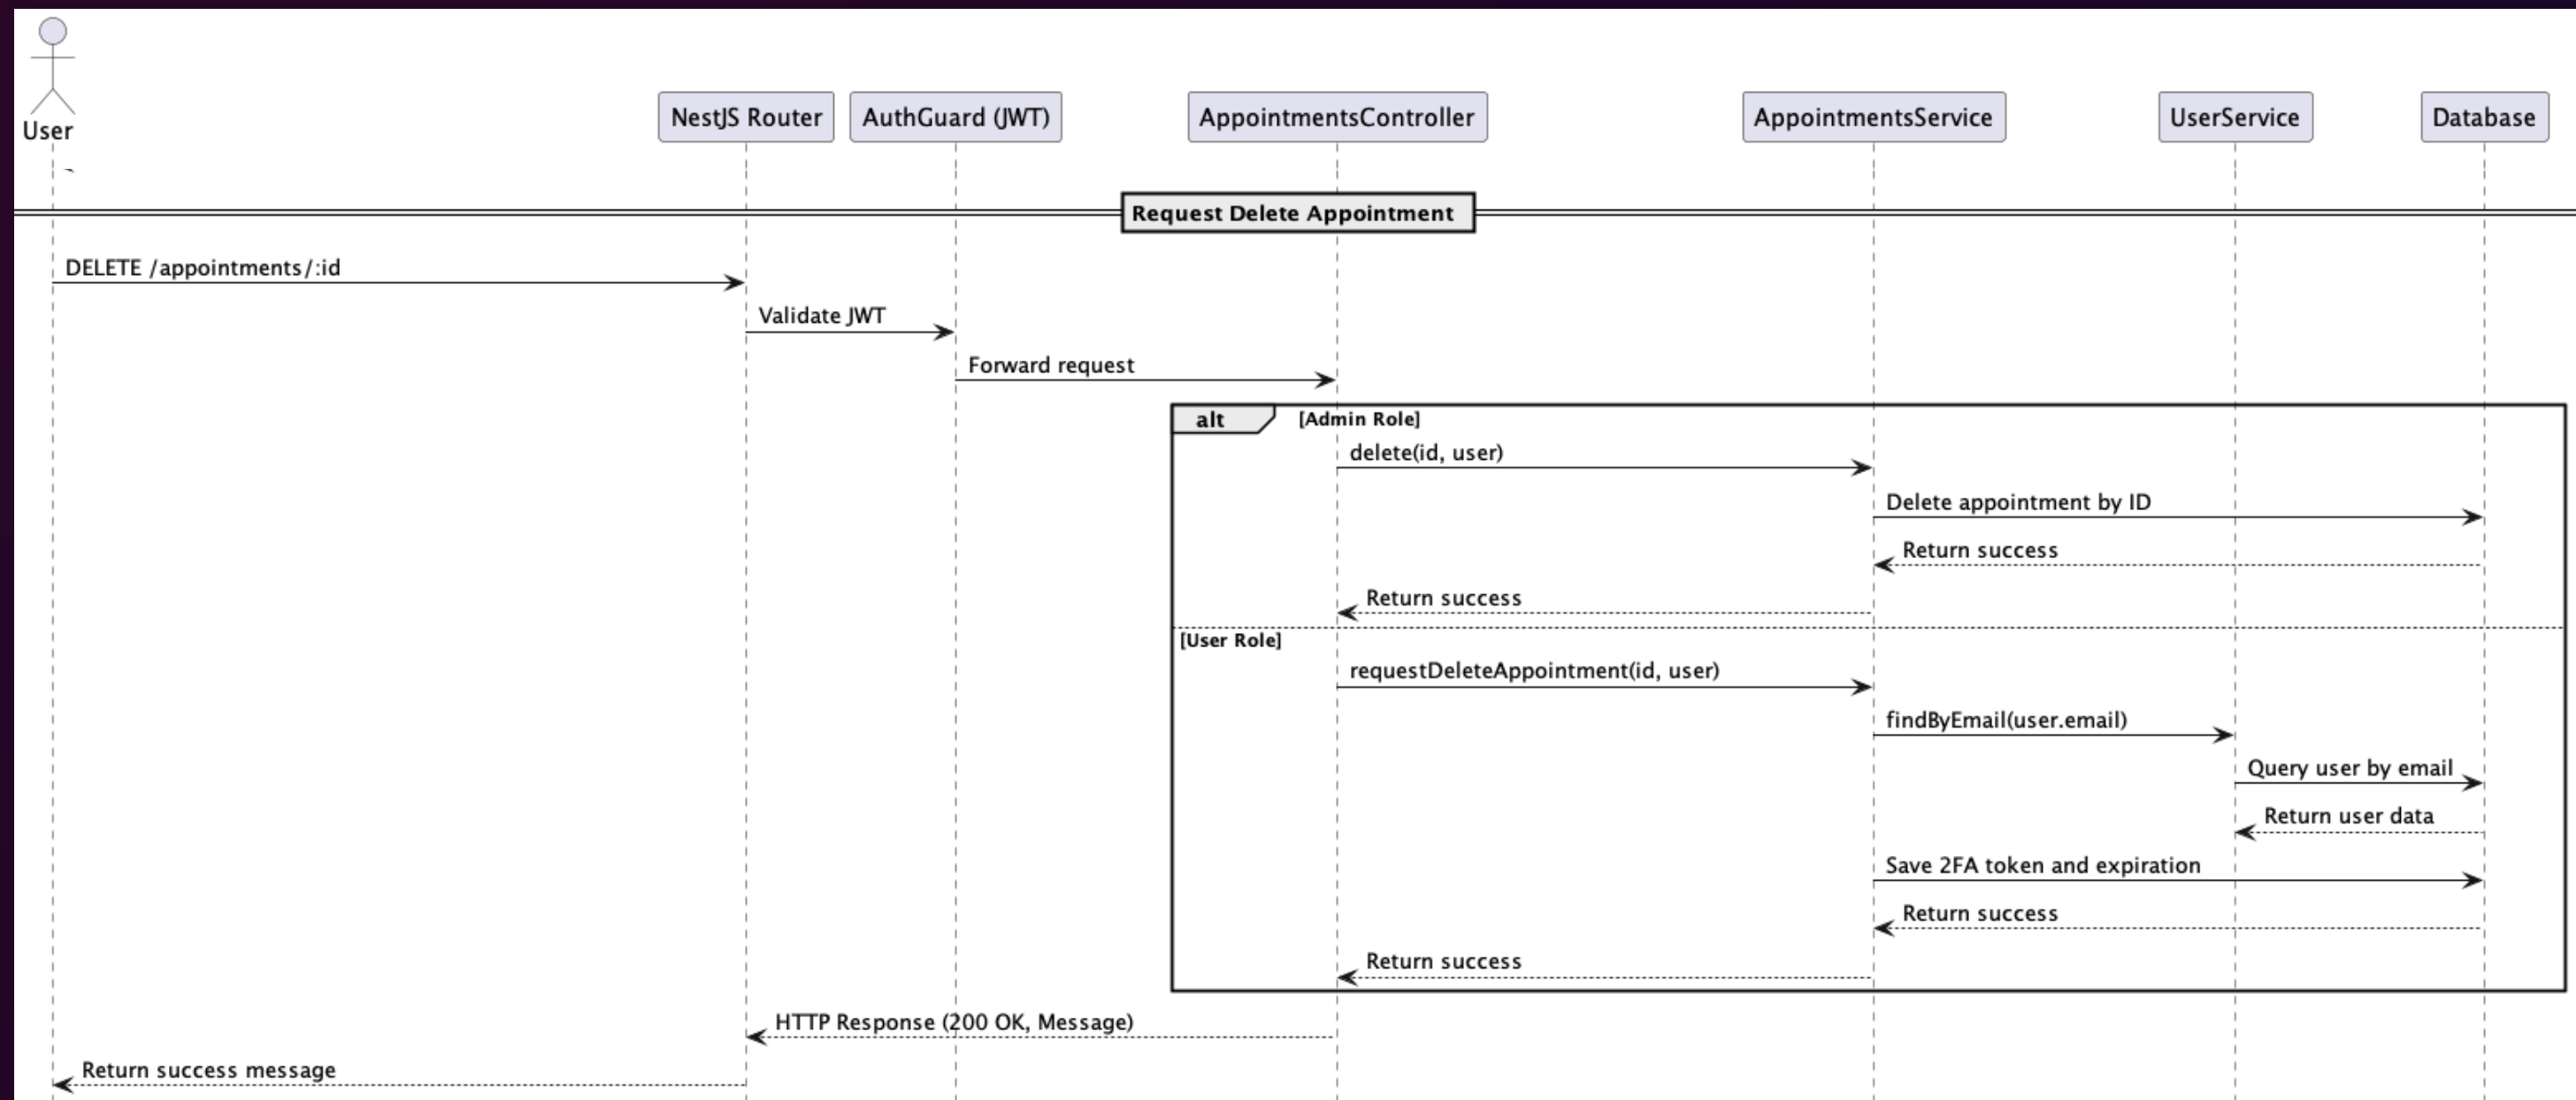 User
NestJS Router
AuthGuard (JWT)
AppointmentsController
AppointmentsService
UserService
Database
Request Delete Appointment
DELETE /appointments/:id
Validate JWT
Forward request
alt [Admin Role]
delete(id, user)
Delete appointment by ID
Return success
Return success
[User Role]
requestDeleteAppointment(id, user)
findByEmail(user.email)
Query user by email
Return user data
Save 2FA token and expiration
Return success
Return success
HTTP Response (200 OK, Message)
Return success message